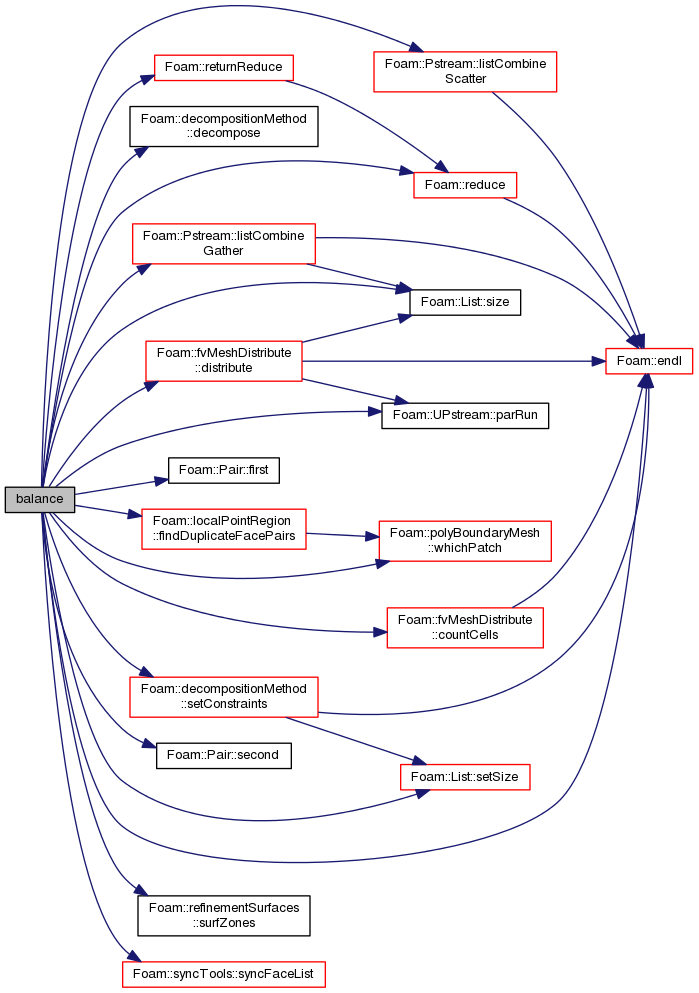 Foam::Pstream::listCombine
Scatter
Foam::returnReduce
Foam::decompositionMethod
::decompose
Foam::reduce
Foam::Pstream::listCombine
Gather
Foam::List::size
Foam::fvMeshDistribute
::distribute
Foam::endl
Foam::UPstream::parRun
Foam::Pair::first
balance
Foam::localPointRegion
::findDuplicateFacePairs
Foam::polyBoundaryMesh
::whichPatch
Foam::fvMeshDistribute
::countCells
Foam::decompositionMethod
::setConstraints
Foam::Pair::second
Foam::List::setSize
Foam::refinementSurfaces
::surfZones
Foam::syncTools::syncFaceList